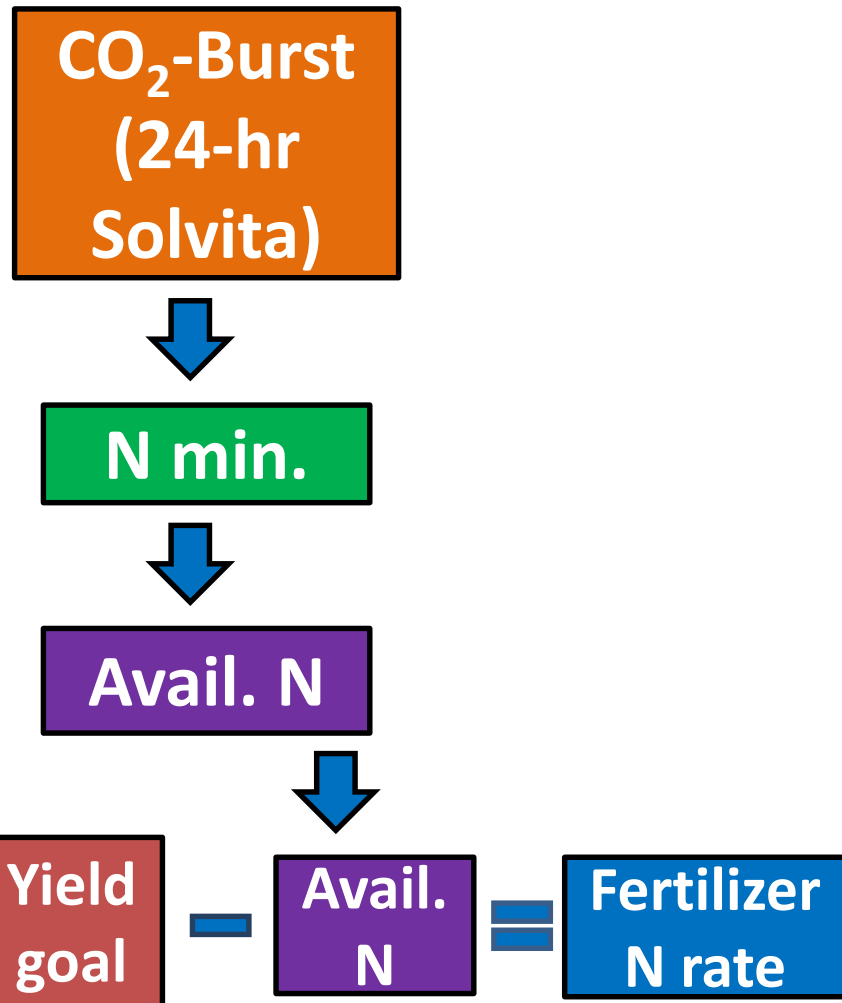 CO₂-Burst
(24-hr
Solvita)
N min.
Avail. N
Yield
goal
Avail.
N
Fertilizer
N rate